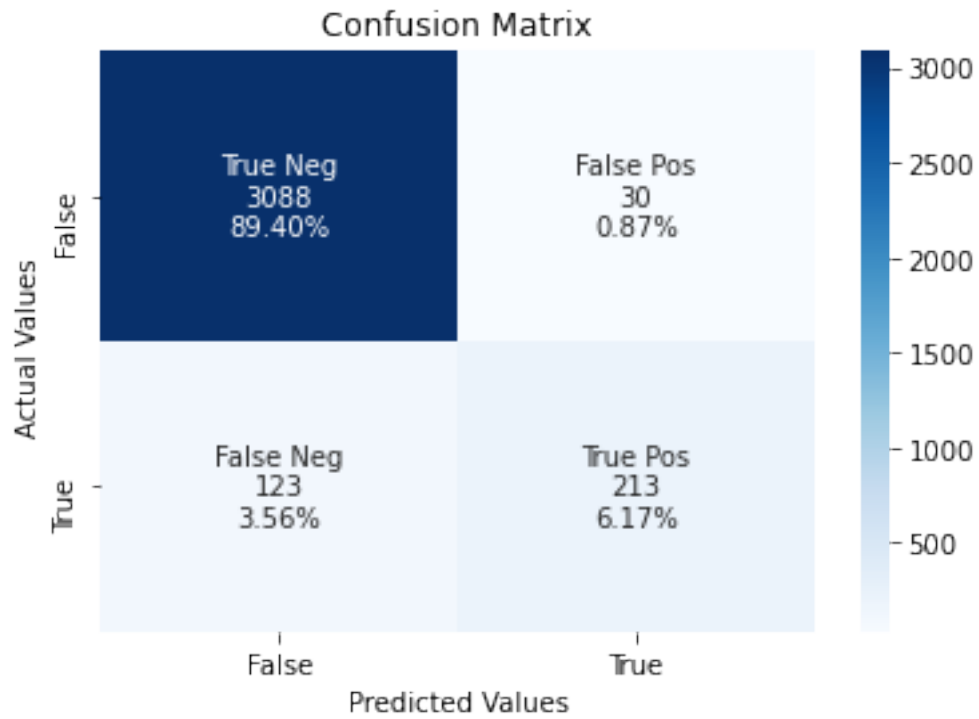 Confusion Matrix
True Neg
3088
89.40%
False Pos
30
0.87%
False Neg
123
3.56%
True Pos
213
6.17%
Actual Values
False
True
False
True
Predicted Values
3000
2500
2000
1500
1000
500